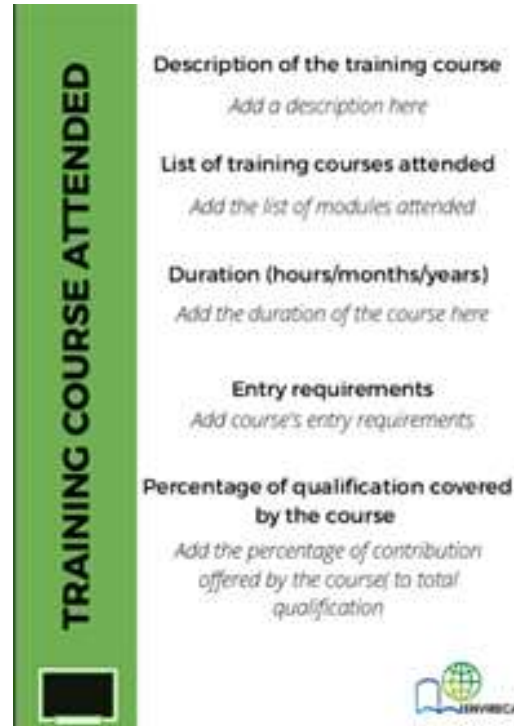 TRAINING COURSE ATTENDED
Description of the training course
Add a description here
List of training courses attended
Add the list of modules attended
Duration (hours/months/years)
Add the duration of the course here
Entry requirements
Add course's entry requirements
Percentage of qualification covered
by the course
Add the percentage of contribution
offered by the course( to total
qualification